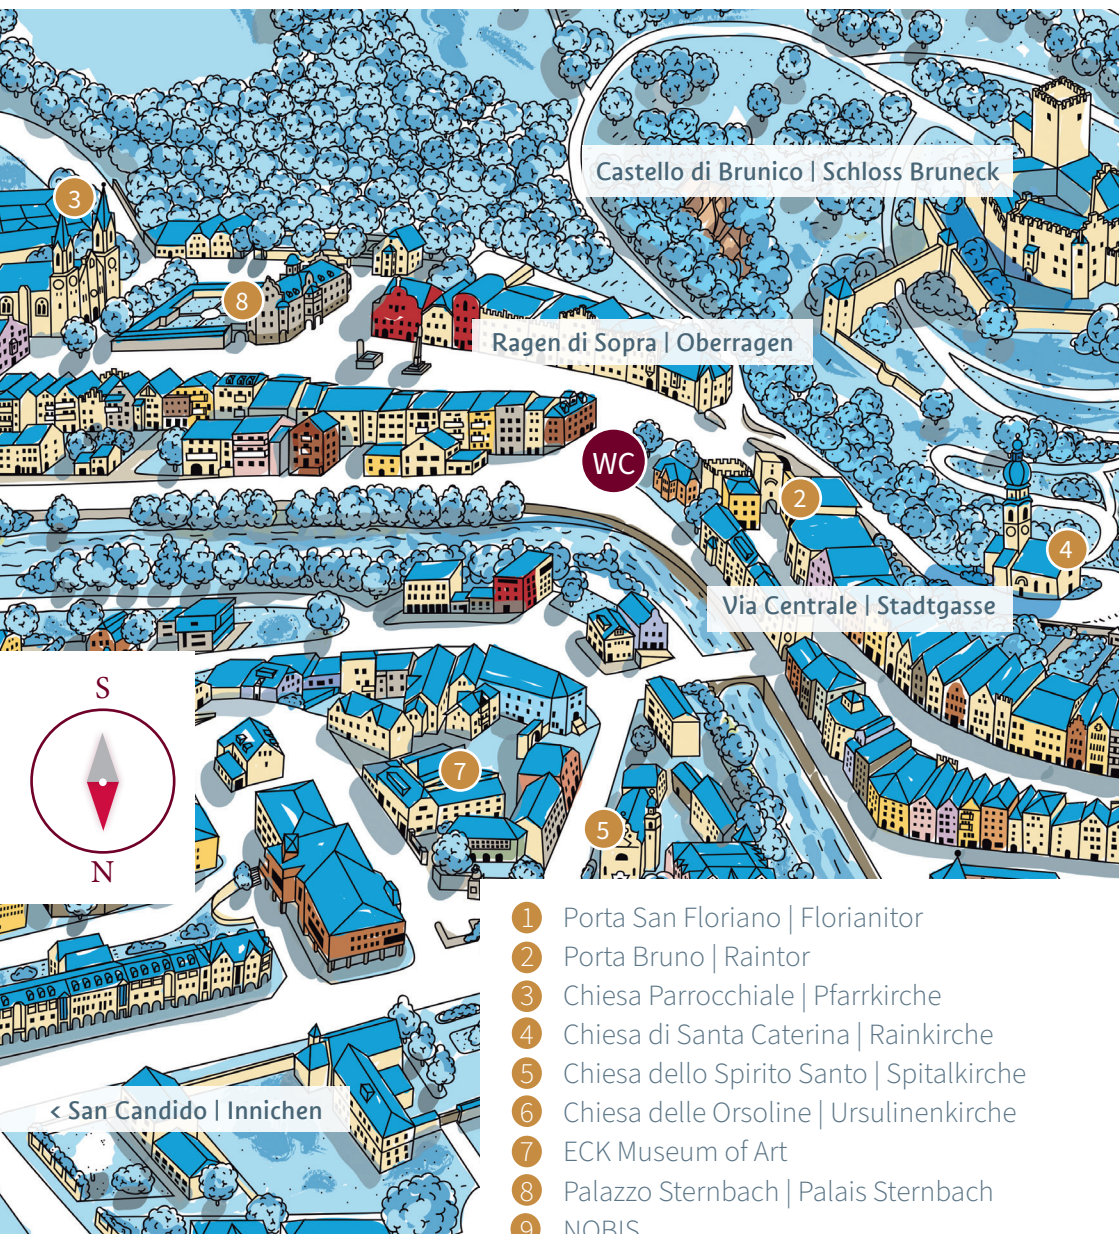 Castello di Brunico | Schloss Bruneck
3
8
Ragen di Sopra | Oberragen
WC
2
4
Via Centrale | Stadtgasse
S
N
7
5
< San Candido | Innichen
1 Porta San Floriano | Florianitor
2 Porta Bruno | Raintor
3 Chiesa Parrocchiale | Pfarrkirche
4 Chiesa di Santa Caterina | Rainkirche
5 Chiesa dello Spirito Santo | Spitalkirche
6 Chiesa delle Orsoline | Ursulinenkirche
7 ECK Museum of Art
8 Palazzo Sternbach | Palais Sternbach
9 NOBIS